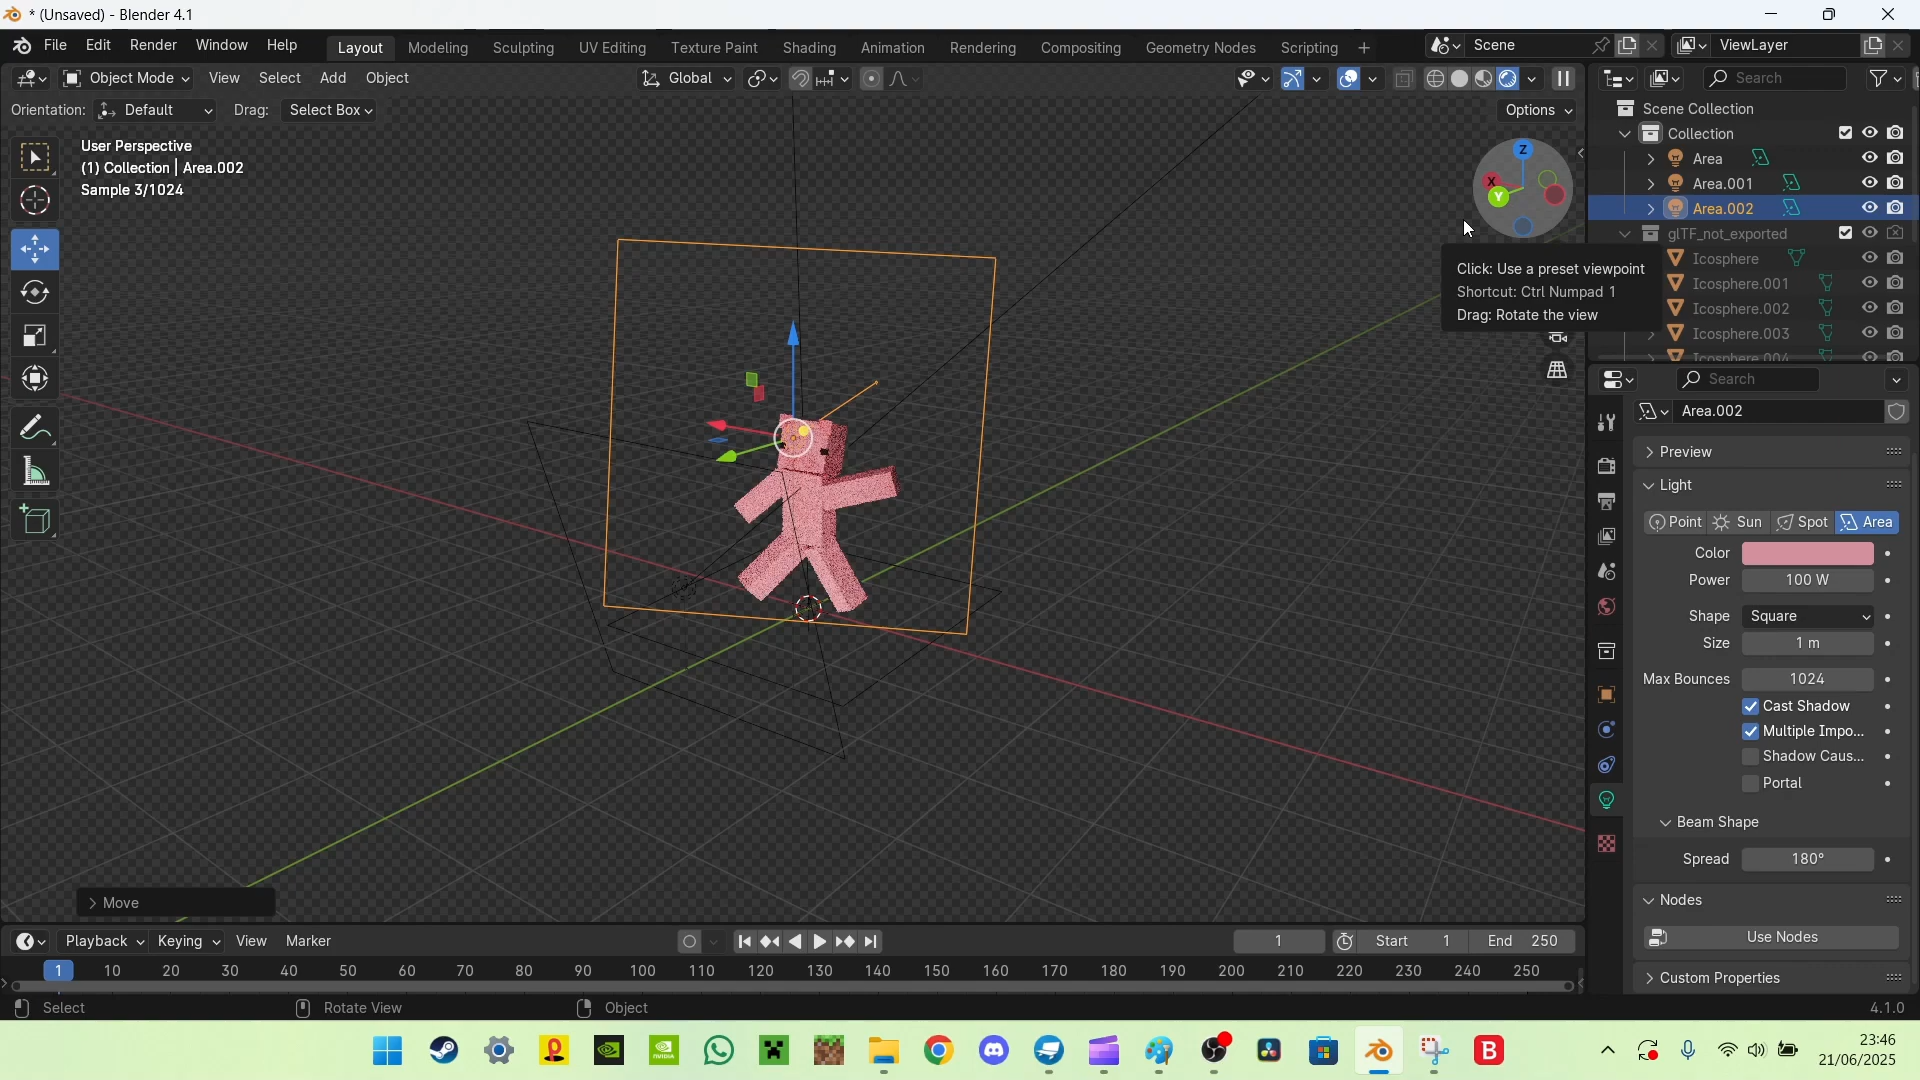 * (Unsaved) - Blender 4.1
File Edit Render Window Help Layout Modeling Sculpting UV Editing Texture Paint Shading Animation Rendering Compositing Geometry Nodes Scripting + Scene ViewLayer
Object Mode View Select Add Object Global Search
Orientation: Default Drag: Select Box Options
User Perspective
(1) Collection | Area.002
Sample 3/1024
Z
X
Y
Scene Collection
Collection
Area
Area.001
Area.002
glTF_not_exported
Icosphere
Icosphere.001
Icosphere.002
Icosphere.003
Icosphere.004
Click: Use a preset viewpoint
Shortcut: Ctrl Numpad 1
Drag: Rotate the view
Search
Area.002
Preview
Light
Point Sun Spot Area
Color
Power 100 W
Shape Square
Size 1 m
Max Bounces 1024
Cast Shadow
Multiple Impo...
Shadow Caus...
Portal
Beam Shape
Spread 180°
Nodes
Use Nodes
Custom Properties
Move
Playback Keying View Marker 1 Start 1 End 250
1 10 20 30 40 50 60 70 80 90 100 110 120 130 140 150 160 170 180 190 200 210 220 230 240 250
Select Rotate View Object 4.1.0
23:46
21/06/2025